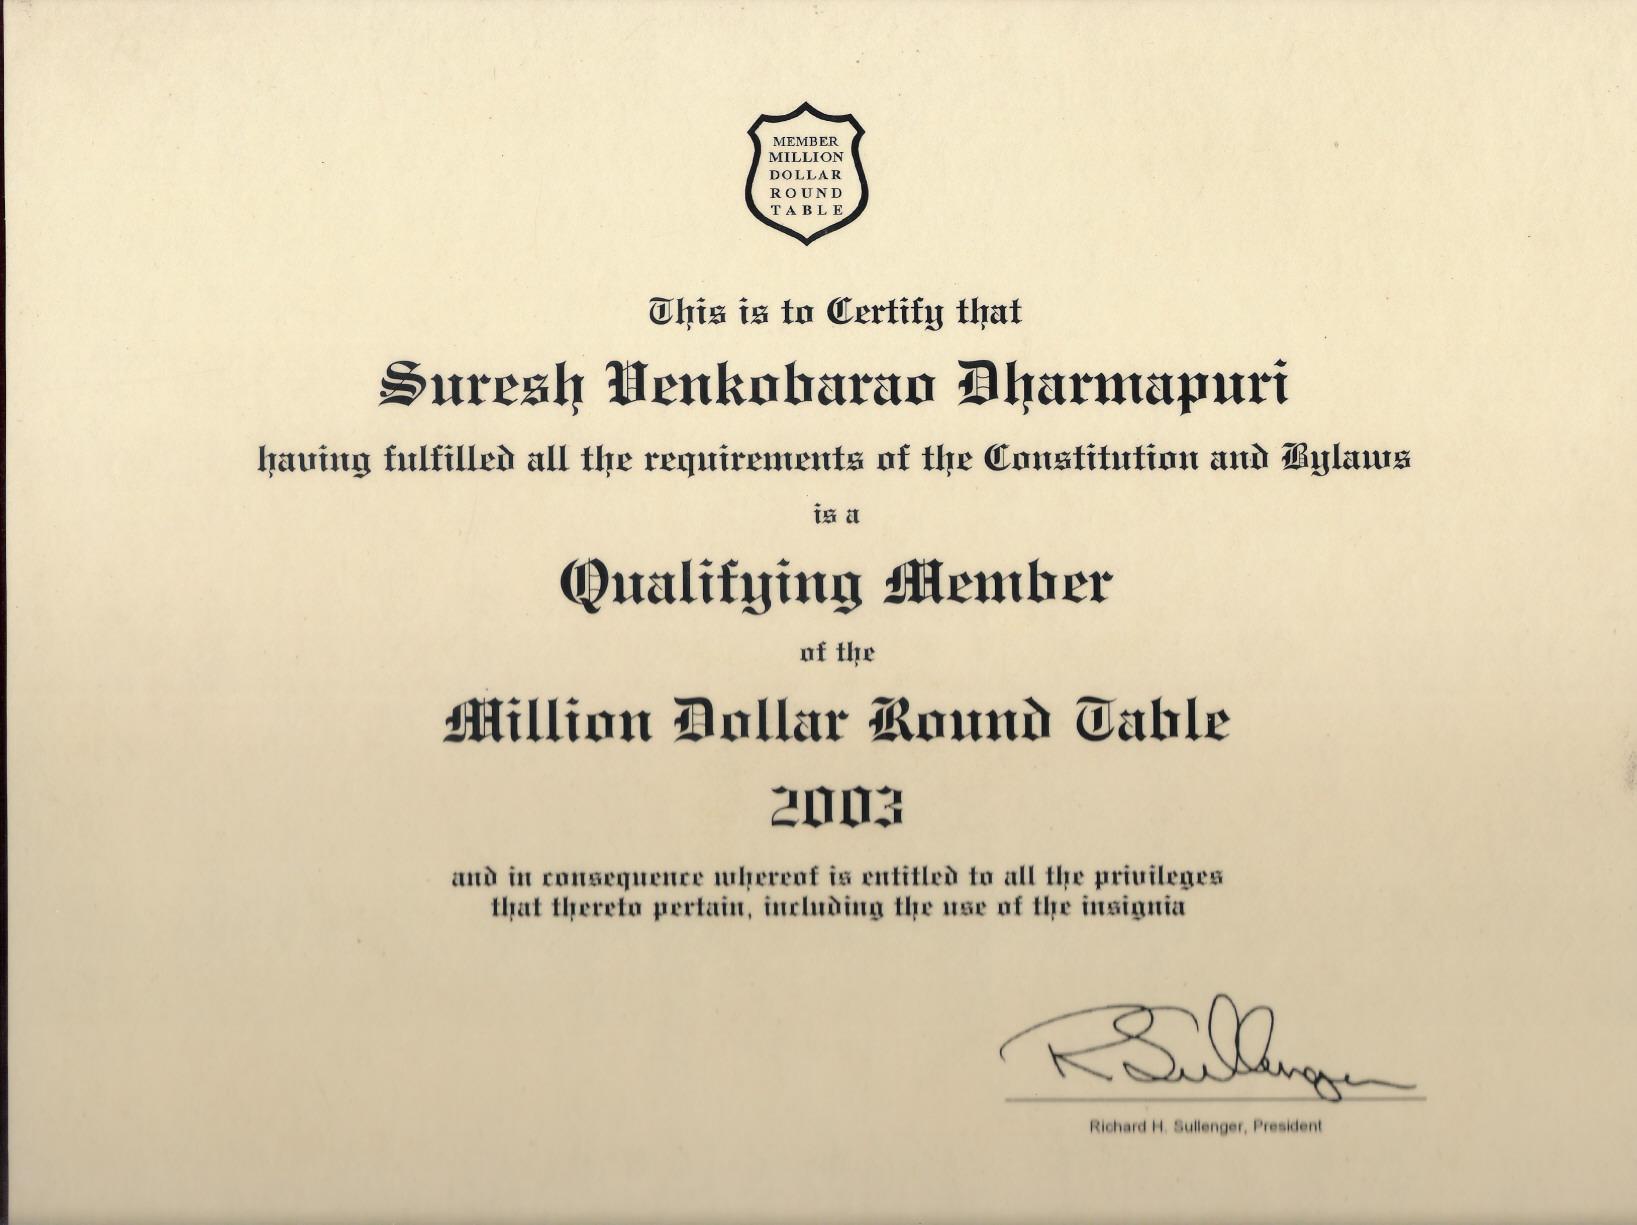 MEMBER
MILLION
DOLLAR
ROUND
TABLE
This is to Certify that
Suresh Venkobarao Dharmapuri
having fulfilled all the requirements of the Constitution and Bylaws
is a
Qualifying Member
of the
Million Dollar Round Table
2003
and in consequence whereof is entitled to all the privileges
that thereto pertain, including the use of the insignia
R Sullenger
Richard H. Sullenger, President